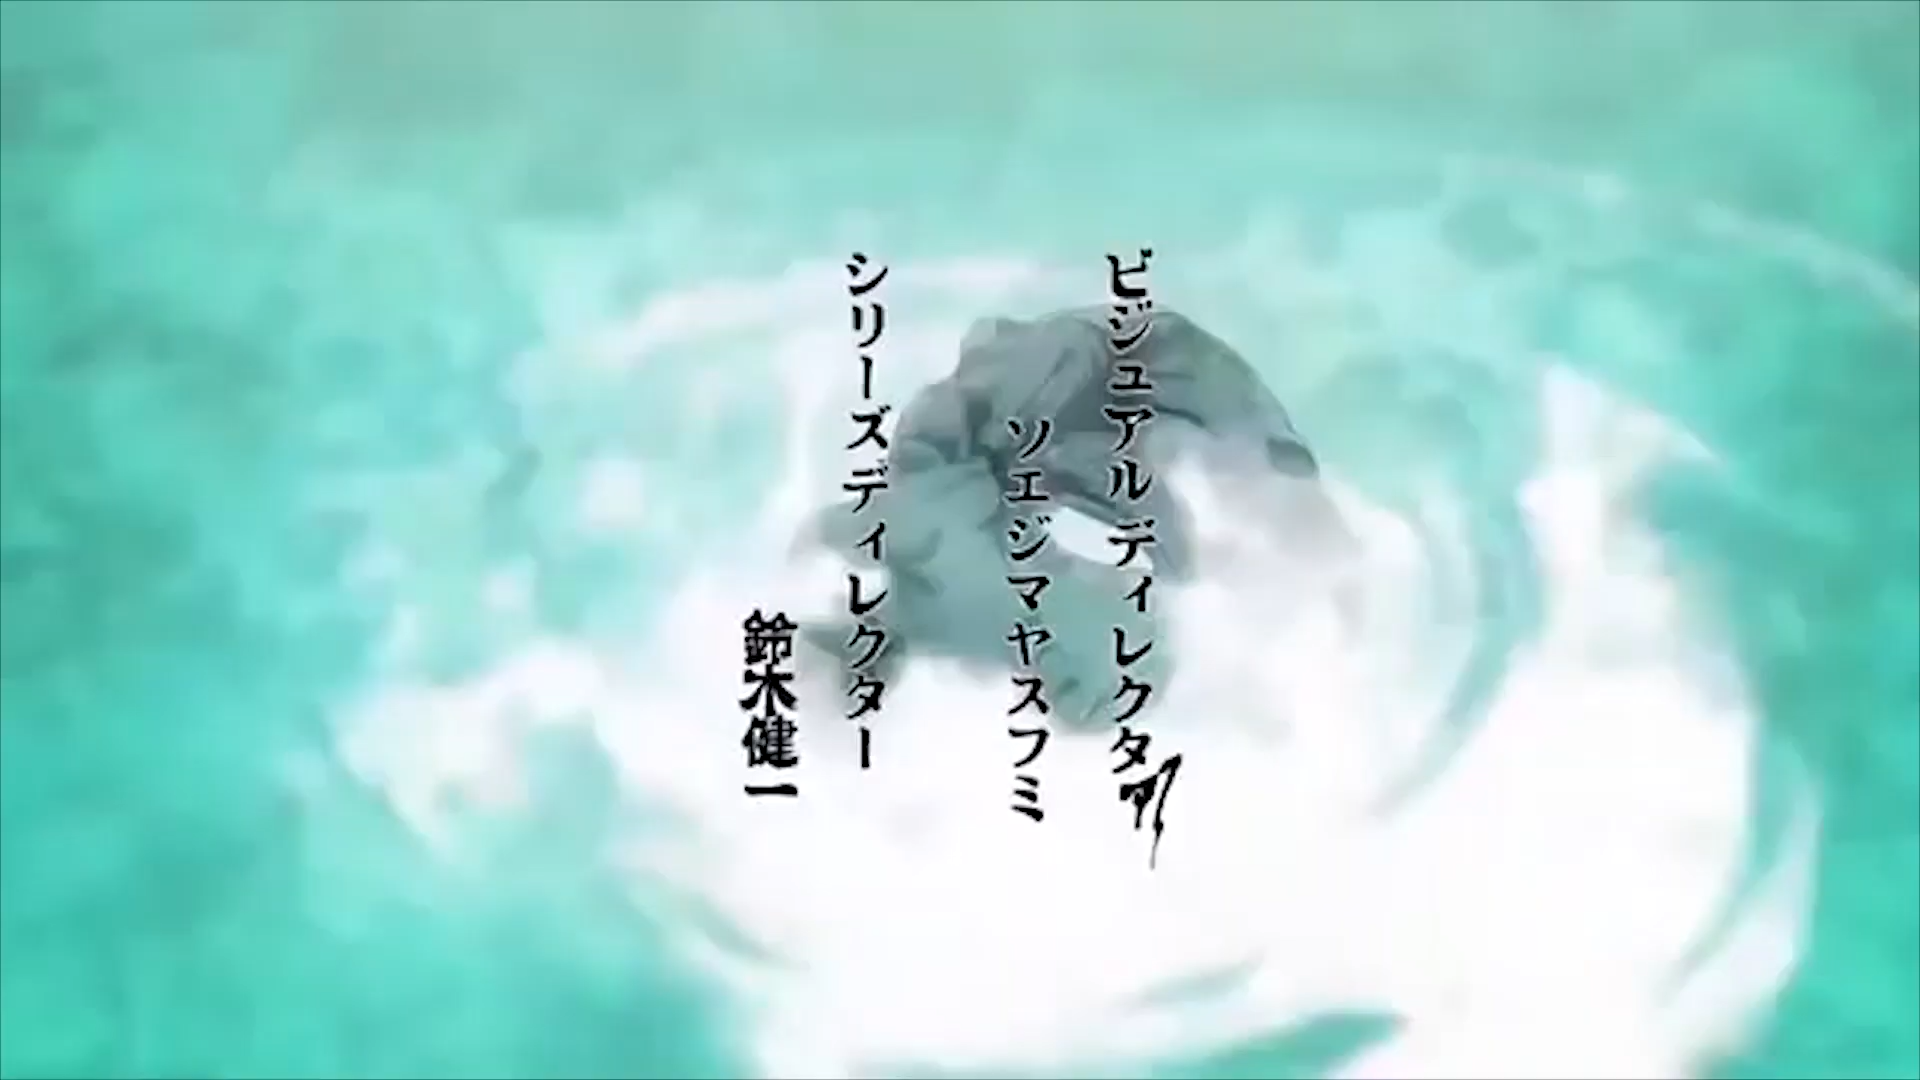 ビジュアルディレクター
ソエジマヤスフミ
シリーズディレクター
鈴木健一